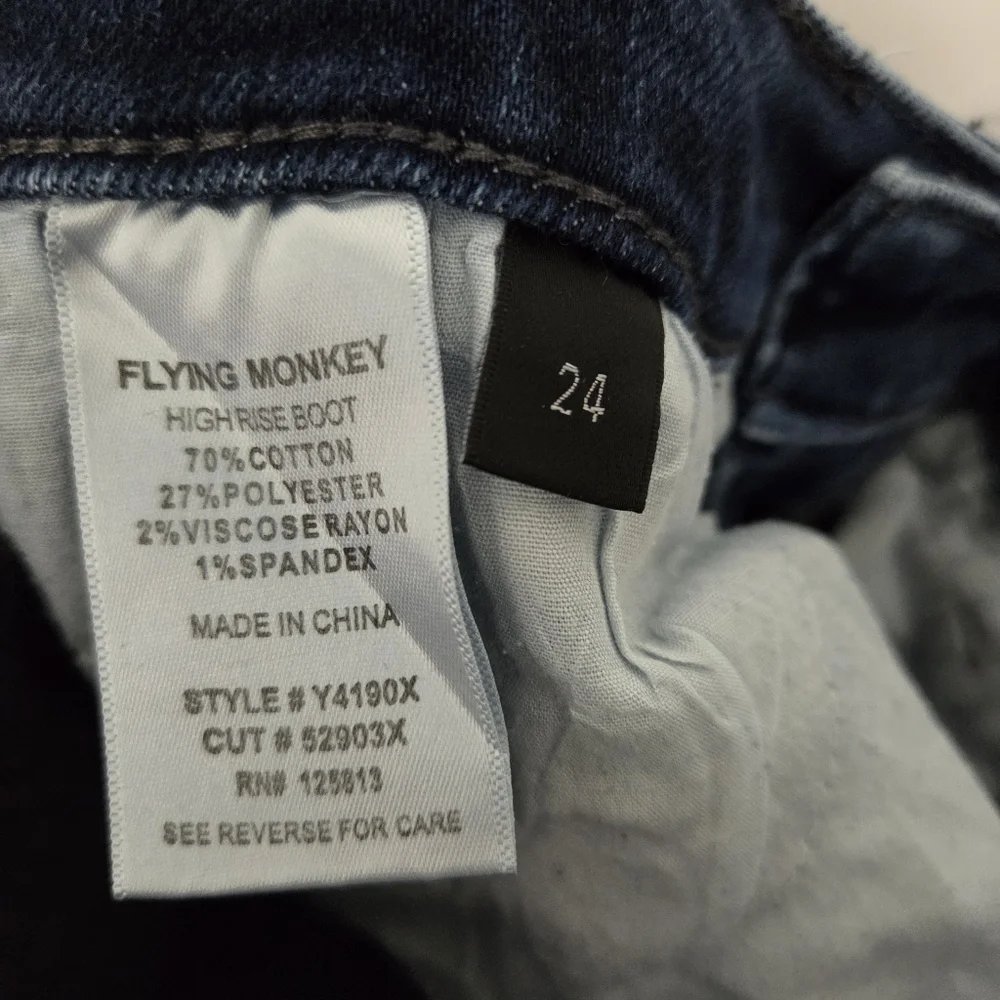 FLYING MONKEY
HIGH RISE BOOT
70%COTTON
27%POLYESTER
2%VISCOSE RAYON
1%SPANDEX
MADE IN CHINA
STYLE # Y4190X
CUT # 52903X
RN# 125813
SEE REVERSE FOR CARE
24